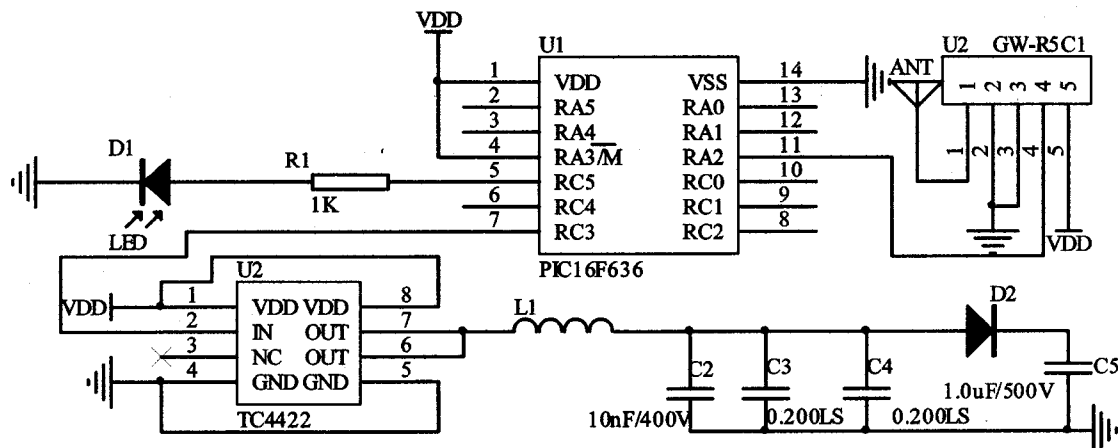 VDD
U1
U2 GW-R5C1
1 VDD VSS 14
ANT
1 2 3 4 5
2 RA5 RA0 13
3 RA4 RA1 12
4 RA3/M RA2 11
1 2 3 4 5
D1
R1
5 RC5 RC0 10
1K
6 RC4 RC1 9
7 RC3 RC2 8
LED
VDD
PIC16F636
U2
VDD
1 VDD VDD 8
2 IN OUT 7
3 NC OUT 6
4 GND GND 5
TC4422
L1
D2
C2
C3
C4
C5
10nF/400V
0.200LS
0.200LS
1.0uF/500V